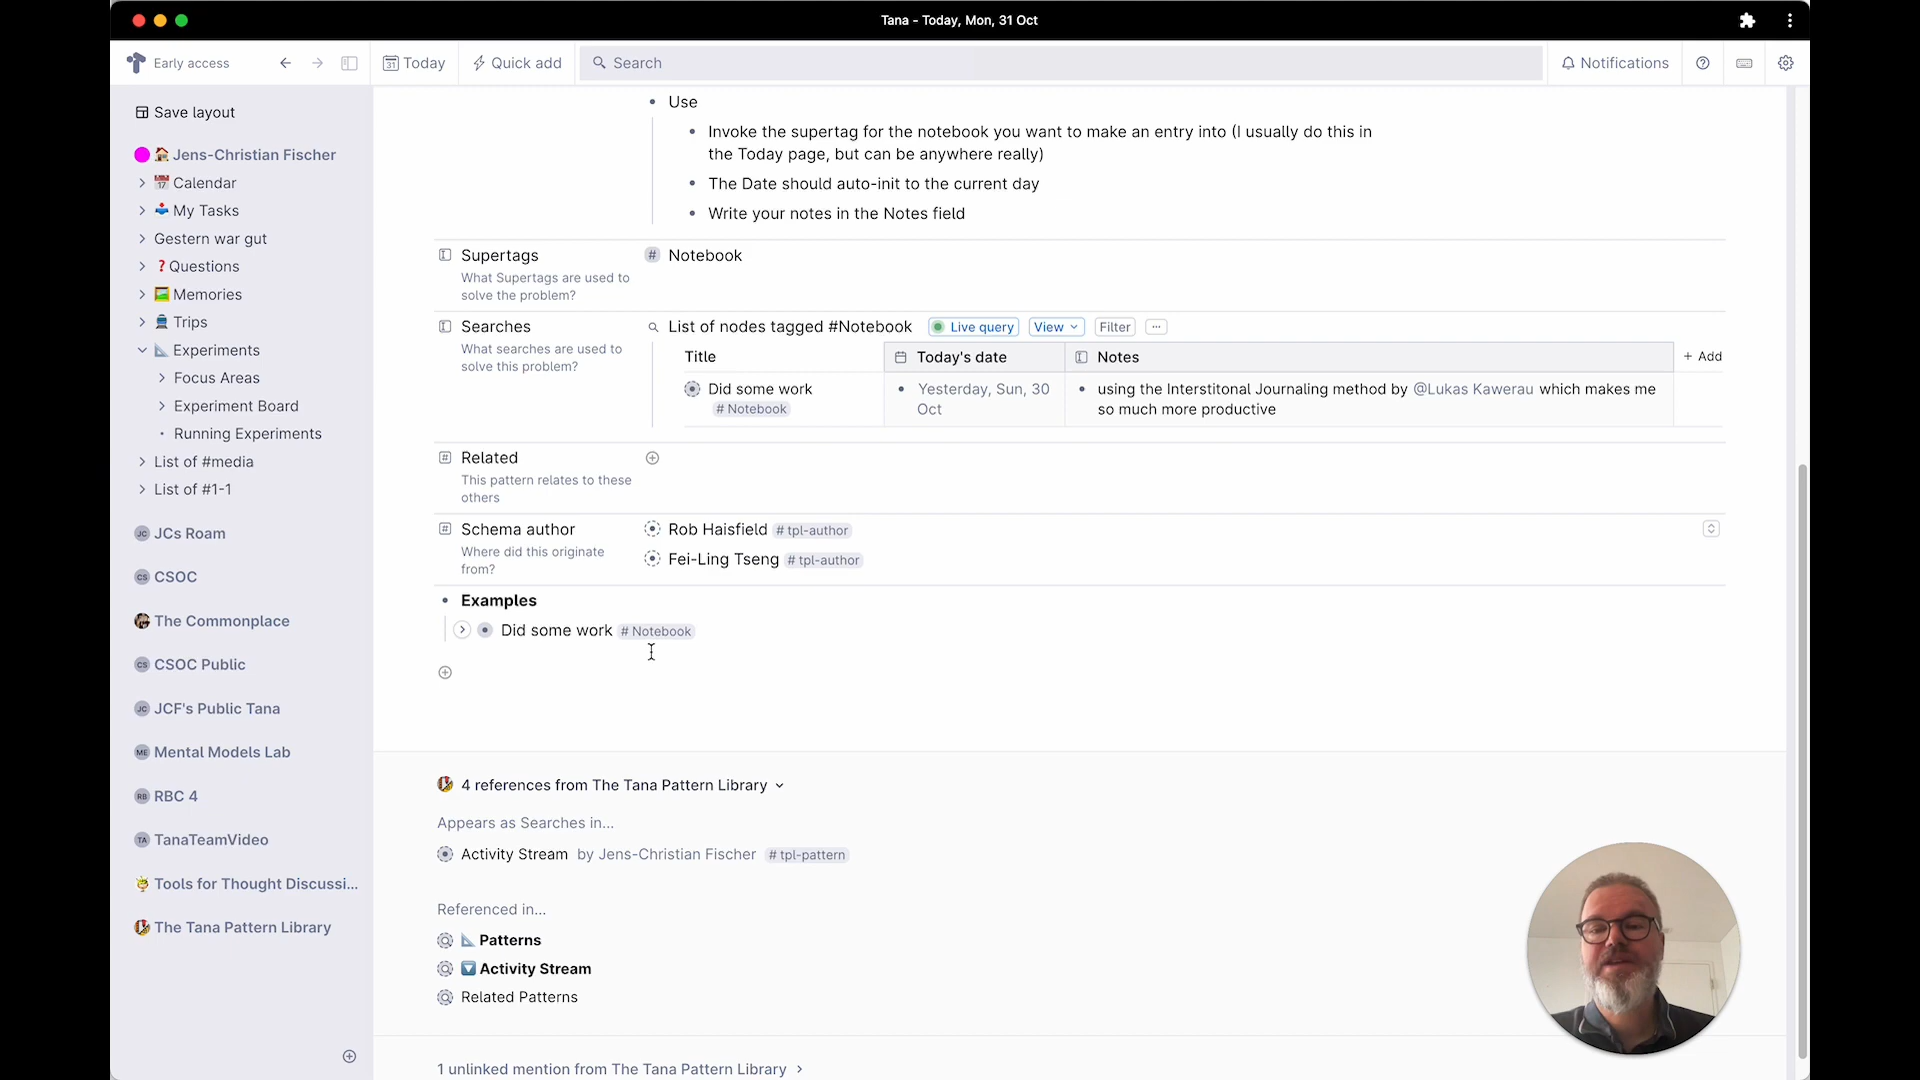 Tana - Today, Mon, 31 Oct
Early access
31 Today
Quick add
Search
Notifications
Save layout
Jens-Christian Fischer
Calendar
My Tasks
Gestern war gut
Questions
Memories
Trips
Experiments
Focus Areas
Experiment Board
Running Experiments
List of #media
List of #1-1
JC JCs Roam
CS CSOC
The Commonplace
CS CSOC Public
JC JCF's Public Tana
ME Mental Models Lab
RB RBC 4
TA TanaTeamVideo
Tools for Thought Discussi...
The Tana Pattern Library
Use
Invoke the supertag for the notebook you want to make an entry into (I usually do this in
the Today page, but can be anywhere really)
The Date should auto-init to the current day
Write your notes in the Notes field
Supertags
What Supertags are used to
solve the problem?
# Notebook
Searches
What searches are used to
solve this problem?
List of nodes tagged #Notebook Live query View Filter ...
Title Today's date Notes + Add
Did some work
# Notebook
Yesterday, Sun, 30
Oct
using the Interstitonal Journaling method by @Lukas Kawerau which makes me
so much more productive
Related
This pattern relates to these
others
Schema author
Where did this originate
from?
Rob Haisfield # tpl-author
Fei-Ling Tseng # tpl-author
Examples
Did some work # Notebook
4 references from The Tana Pattern Library
Appears as Searches in...
Activity Stream by Jens-Christian Fischer # tpl-pattern
Referenced in...
Patterns
Activity Stream
Related Patterns
1 unlinked mention from The Tana Pattern Library